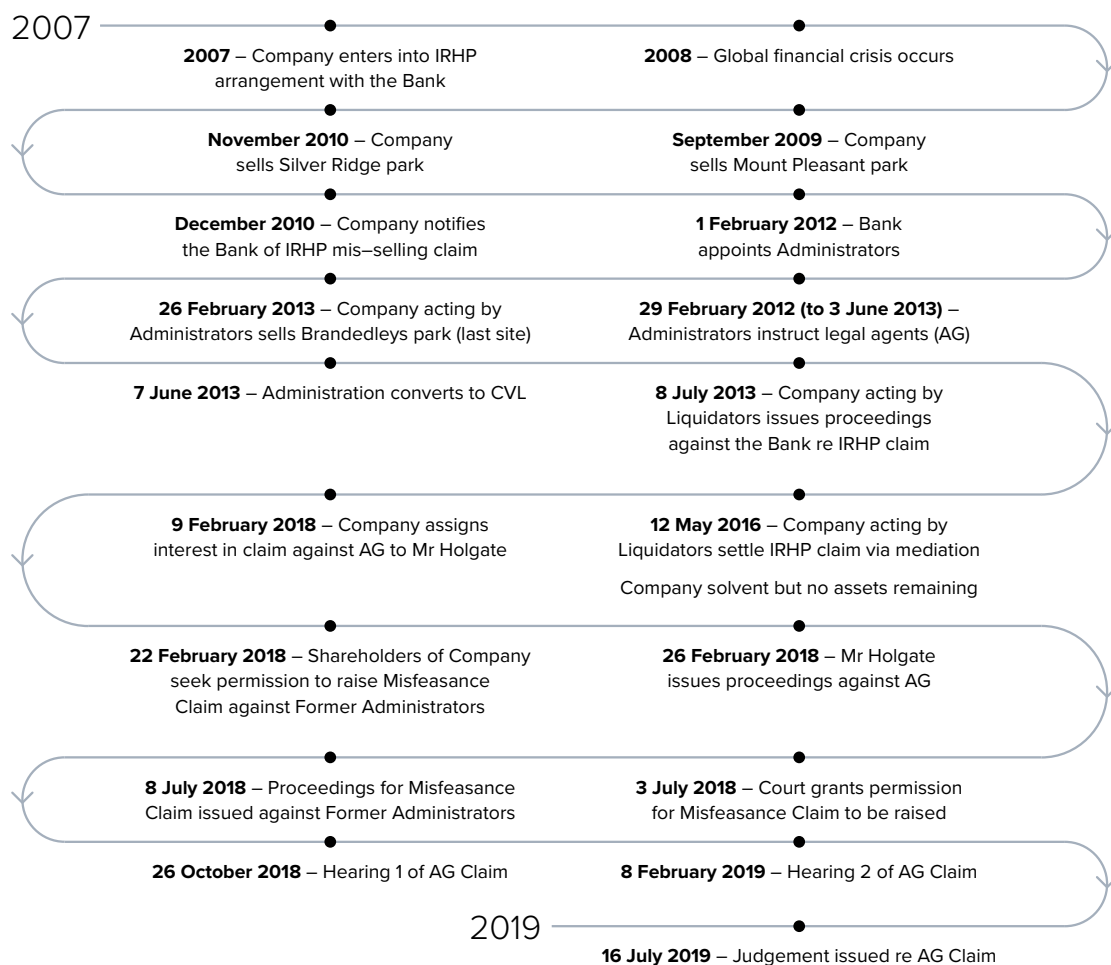 2007
2007 – Company enters into IRHP
arrangement with the Bank
2008 – Global financial crisis occurs
September 2009 – Company
sells Mount Pleasant park
November 2010 – Company
sells Silver Ridge park
December 2010 – Company notifies
the Bank of IRHP mis–selling claim
1 February 2012 – Bank
appoints Administrators
29 February 2012 (to 3 June 2013) –
Administrators instruct legal agents (AG)
26 February 2013 – Company acting by
Administrators sells Brandedleys park (last site)
7 June 2013 – Administration converts to CVL
8 July 2013 – Company acting by
Liquidators issues proceedings
against the Bank re IRHP claim
12 May 2016 – Company acting by
Liquidators settle IRHP claim via mediation
Company solvent but no assets remaining
9 February 2018 – Company assigns
interest in claim against AG to Mr Holgate
22 February 2018 – Shareholders of Company
seek permission to raise Misfeasance
Claim against Former Administrators
26 February 2018 – Mr Holgate
issues proceedings against AG
3 July 2018 – Court grants permission
for Misfeasance Claim to be raised
8 July 2018 – Proceedings for Misfeasance
Claim issued against Former Administrators
26 October 2018 – Hearing 1 of AG Claim
8 February 2019 – Hearing 2 of AG Claim
2019
16 July 2019 – Judgement issued re AG Claim